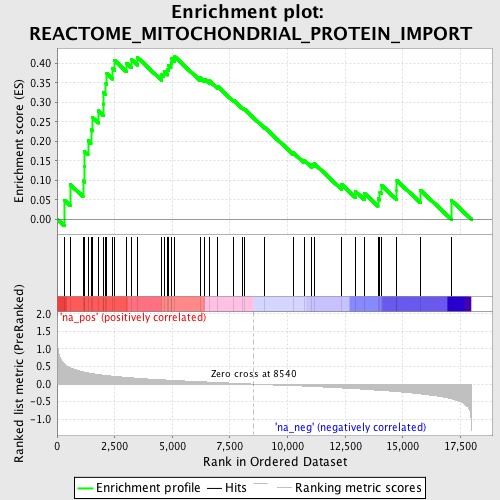 Enrichment plot:
REACTOME_MITOCHONDRIAL_PROTEIN_IMPORT
Enrichment score (ES)
0.40
0.35
0.30
0.25
0.20
0.15
0.10
0.05
0.00
'na_pos' (positively correlated)
Ranked list metric (PreRanked)
2.0
1.5
1.0
0.5
0.0
-0.5
-1.0
Zero cross at 8540
'na_neg' (negatively correlated)
0
2,500
5,000
7,500
10,000
12,500
15,000
17,500
Rank in Ordered Dataset
Enrichment profile
Hits
Ranking metric scores